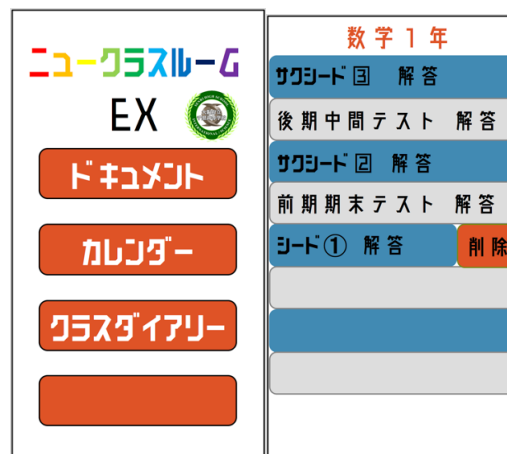 ニュークラスルーム
EX
ドキュメント
カレンダー
クラスダイアリー
数学1年
サクシード3 解答
後期中間テスト 解答
サクシード2 解答
前期期末テスト 解答
シード① 解答
削除